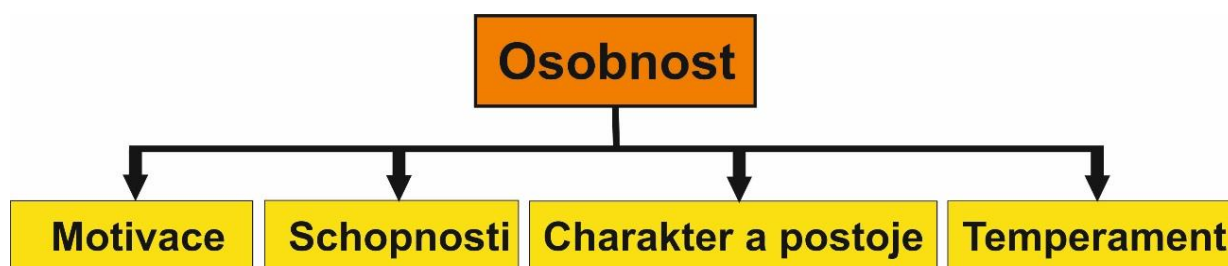 Osobnost
Motivace
Schopnosti
Charakter a postoje
Temperament